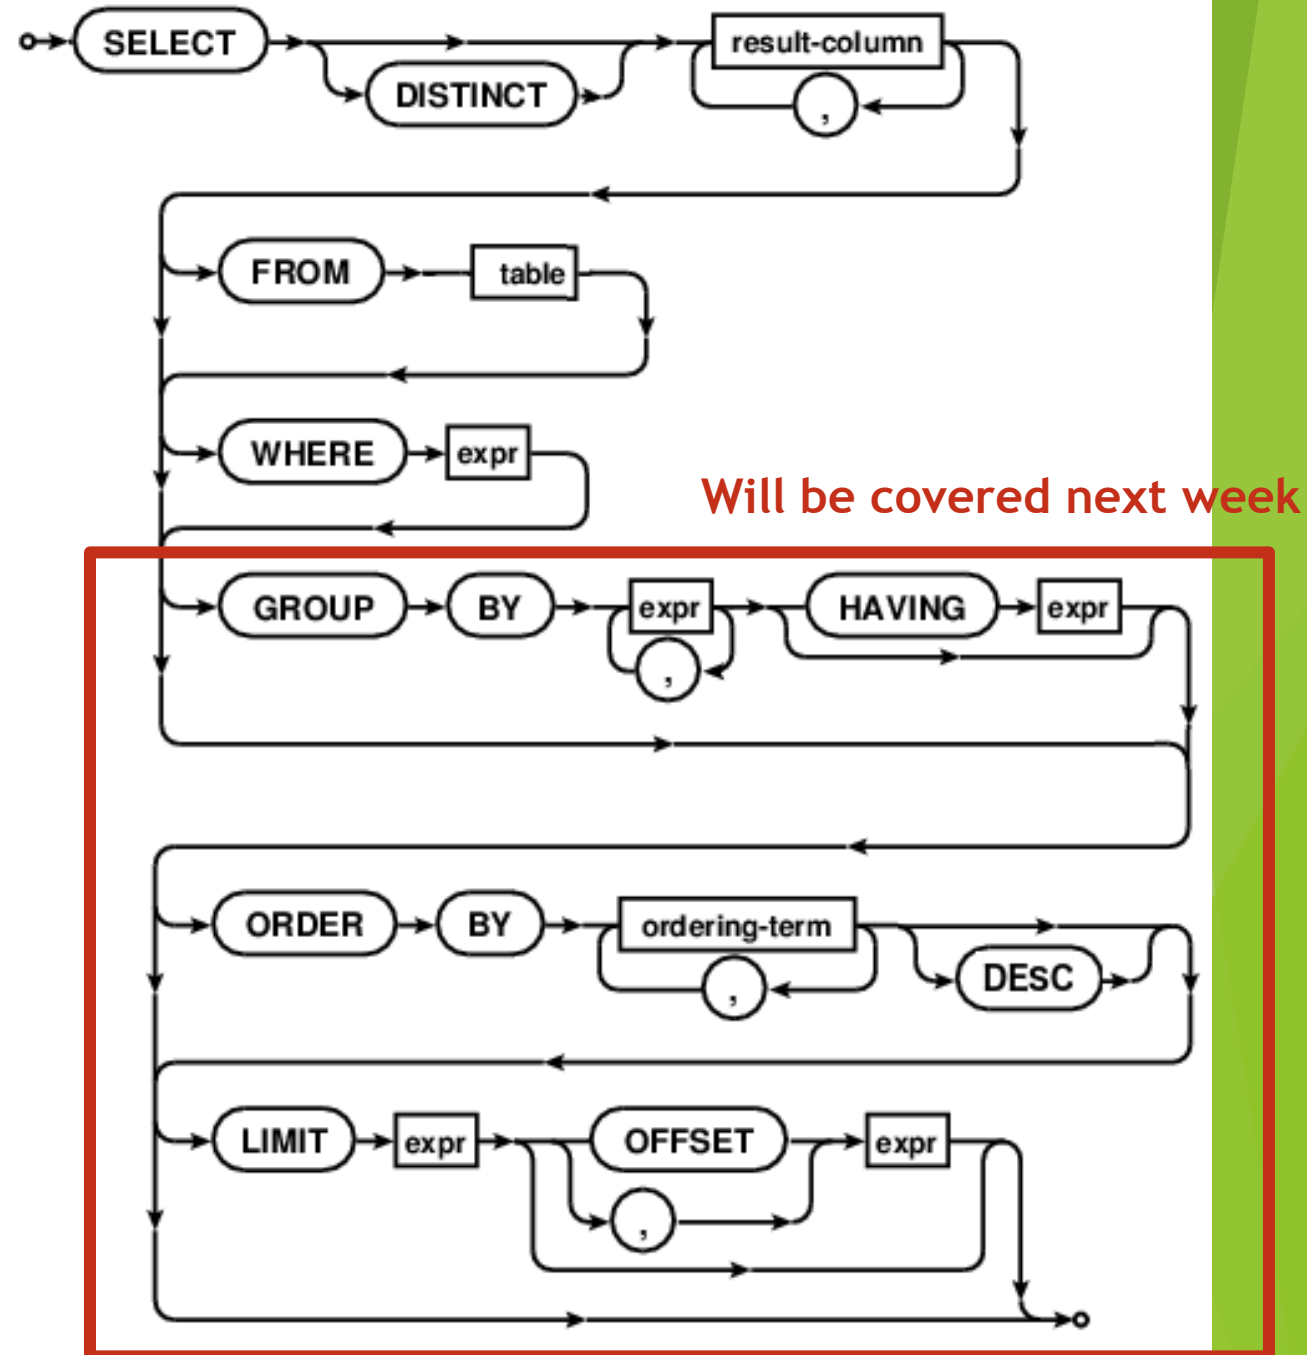 SELECT result-column
DISTINCT ,
FROM table
WHERE expr
Will be covered next week
GROUP BY expr HAVING expr
,
ORDER BY ordering-term
, DESC
LIMIT expr OFFSET expr
,